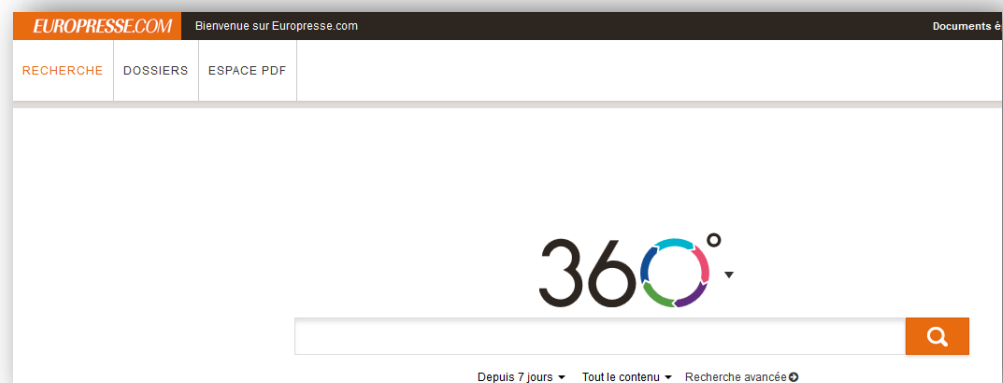 EUROPRESSE.COM Bienvenue sur Europresse.com Documents é
RECHERCHE DOSSIERS ESPACE PDF
360°
Depuis 7 jours Tout le contenu Recherche avancée